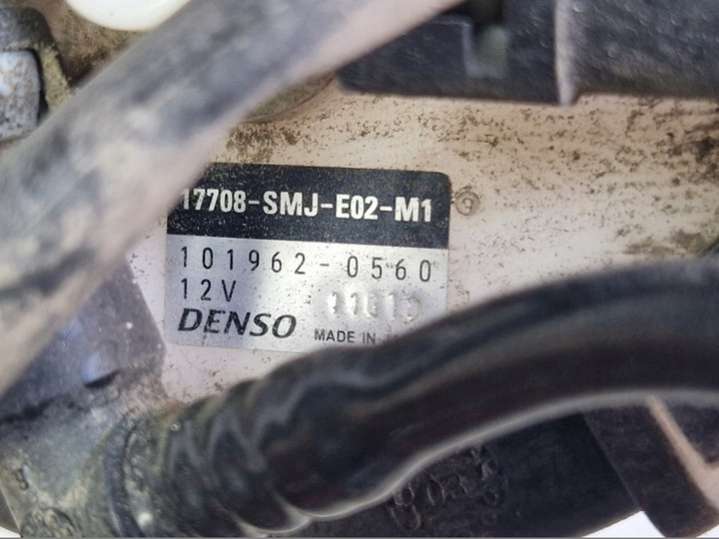 17708-SMJ-E02-M1
101962-0560
12V
DENSO MADE IN